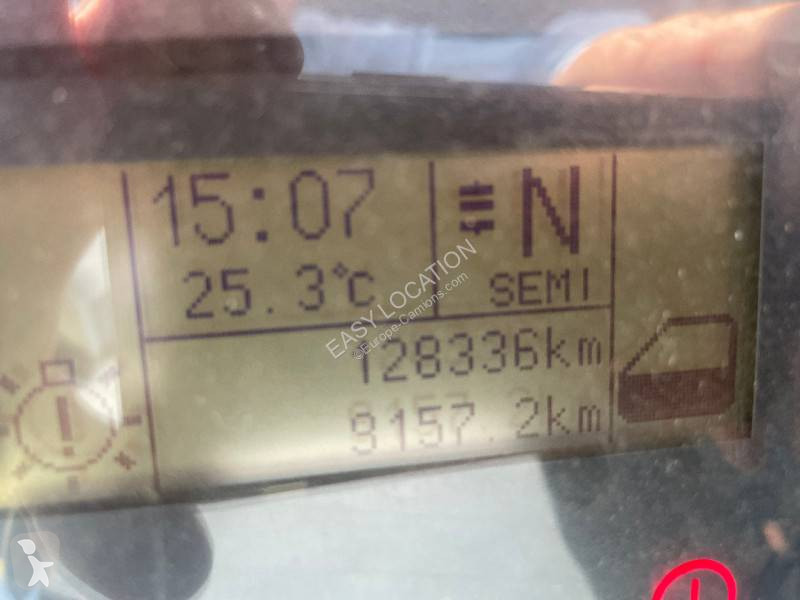 15:07
N
25.3°C
SEMI
128336km
9157.2km
EASY LOCATION
©Europe-Camions.com